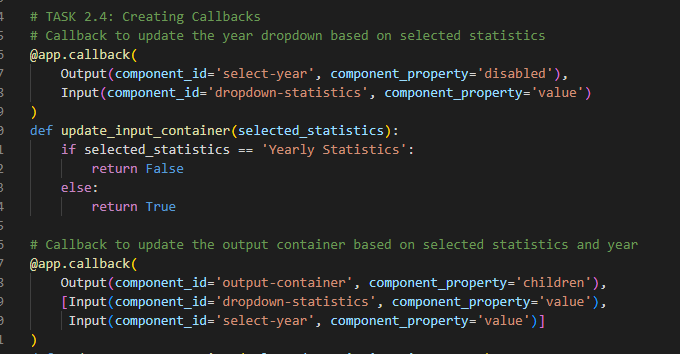 # TASK 2.4: Creating Callbacks
# Callback to update the year dropdown based on selected statistics
@app.callback(
    Output(component_id='select-year', component_property='disabled'),
    Input(component_id='dropdown-statistics', component_property='value')
)
def update_input_container(selected_statistics):
    if selected_statistics == 'Yearly Statistics':
        return False
    else:
        return True
# Callback to update the output container based on selected statistics and year
@app.callback(
    Output(component_id='output-container', component_property='children'),
    [Input(component_id='dropdown-statistics', component_property='value'),
     Input(component_id='select-year', component_property='value')]
)